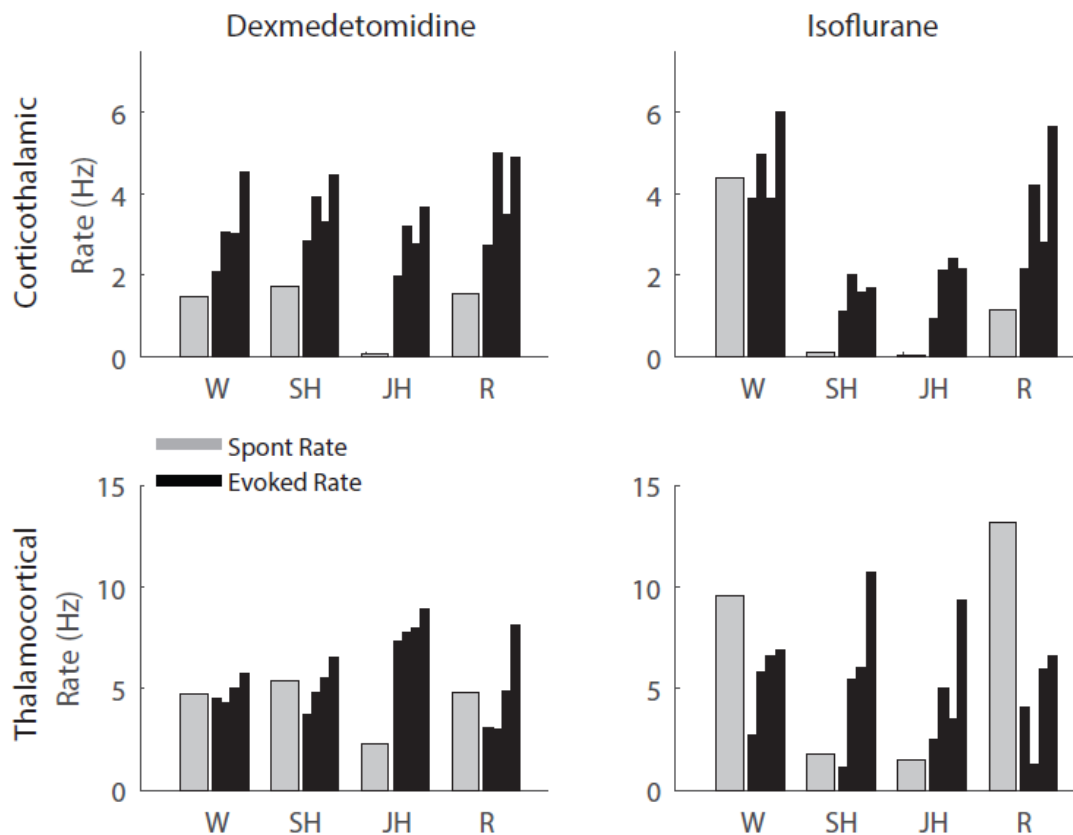 Dexmedetomidine
Isoflurane
Corticothalamic
Rate (Hz)
6
4
2
0
W SH JH R
6
4
2
0
W SH JH R
Spont Rate
Evoked Rate
Thalamocortical
Rate (Hz)
15
10
5
0
W SH JH R
15
10
5
0
W SH JH R